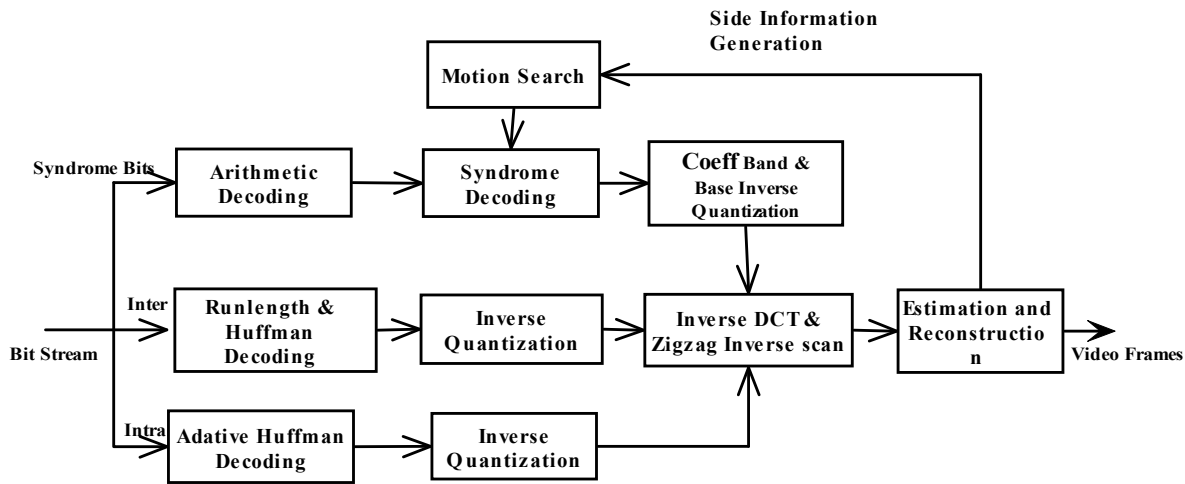 Side Information
Generation
Motion Search
Syndrome Bits
Arithmetic
Decoding
Syndrome
Decoding
Coeff Band &
Base Inverse
Quantization
Inter
Runlength &
Huffman
Decoding
Inverse
Quantization
Inverse DCT &
Zigzag Inverse scan
Estimation and
Reconstructio
n
Bit Stream
Video Frames
Intra
Adative Huffman
Decoding
Inverse
Quantization